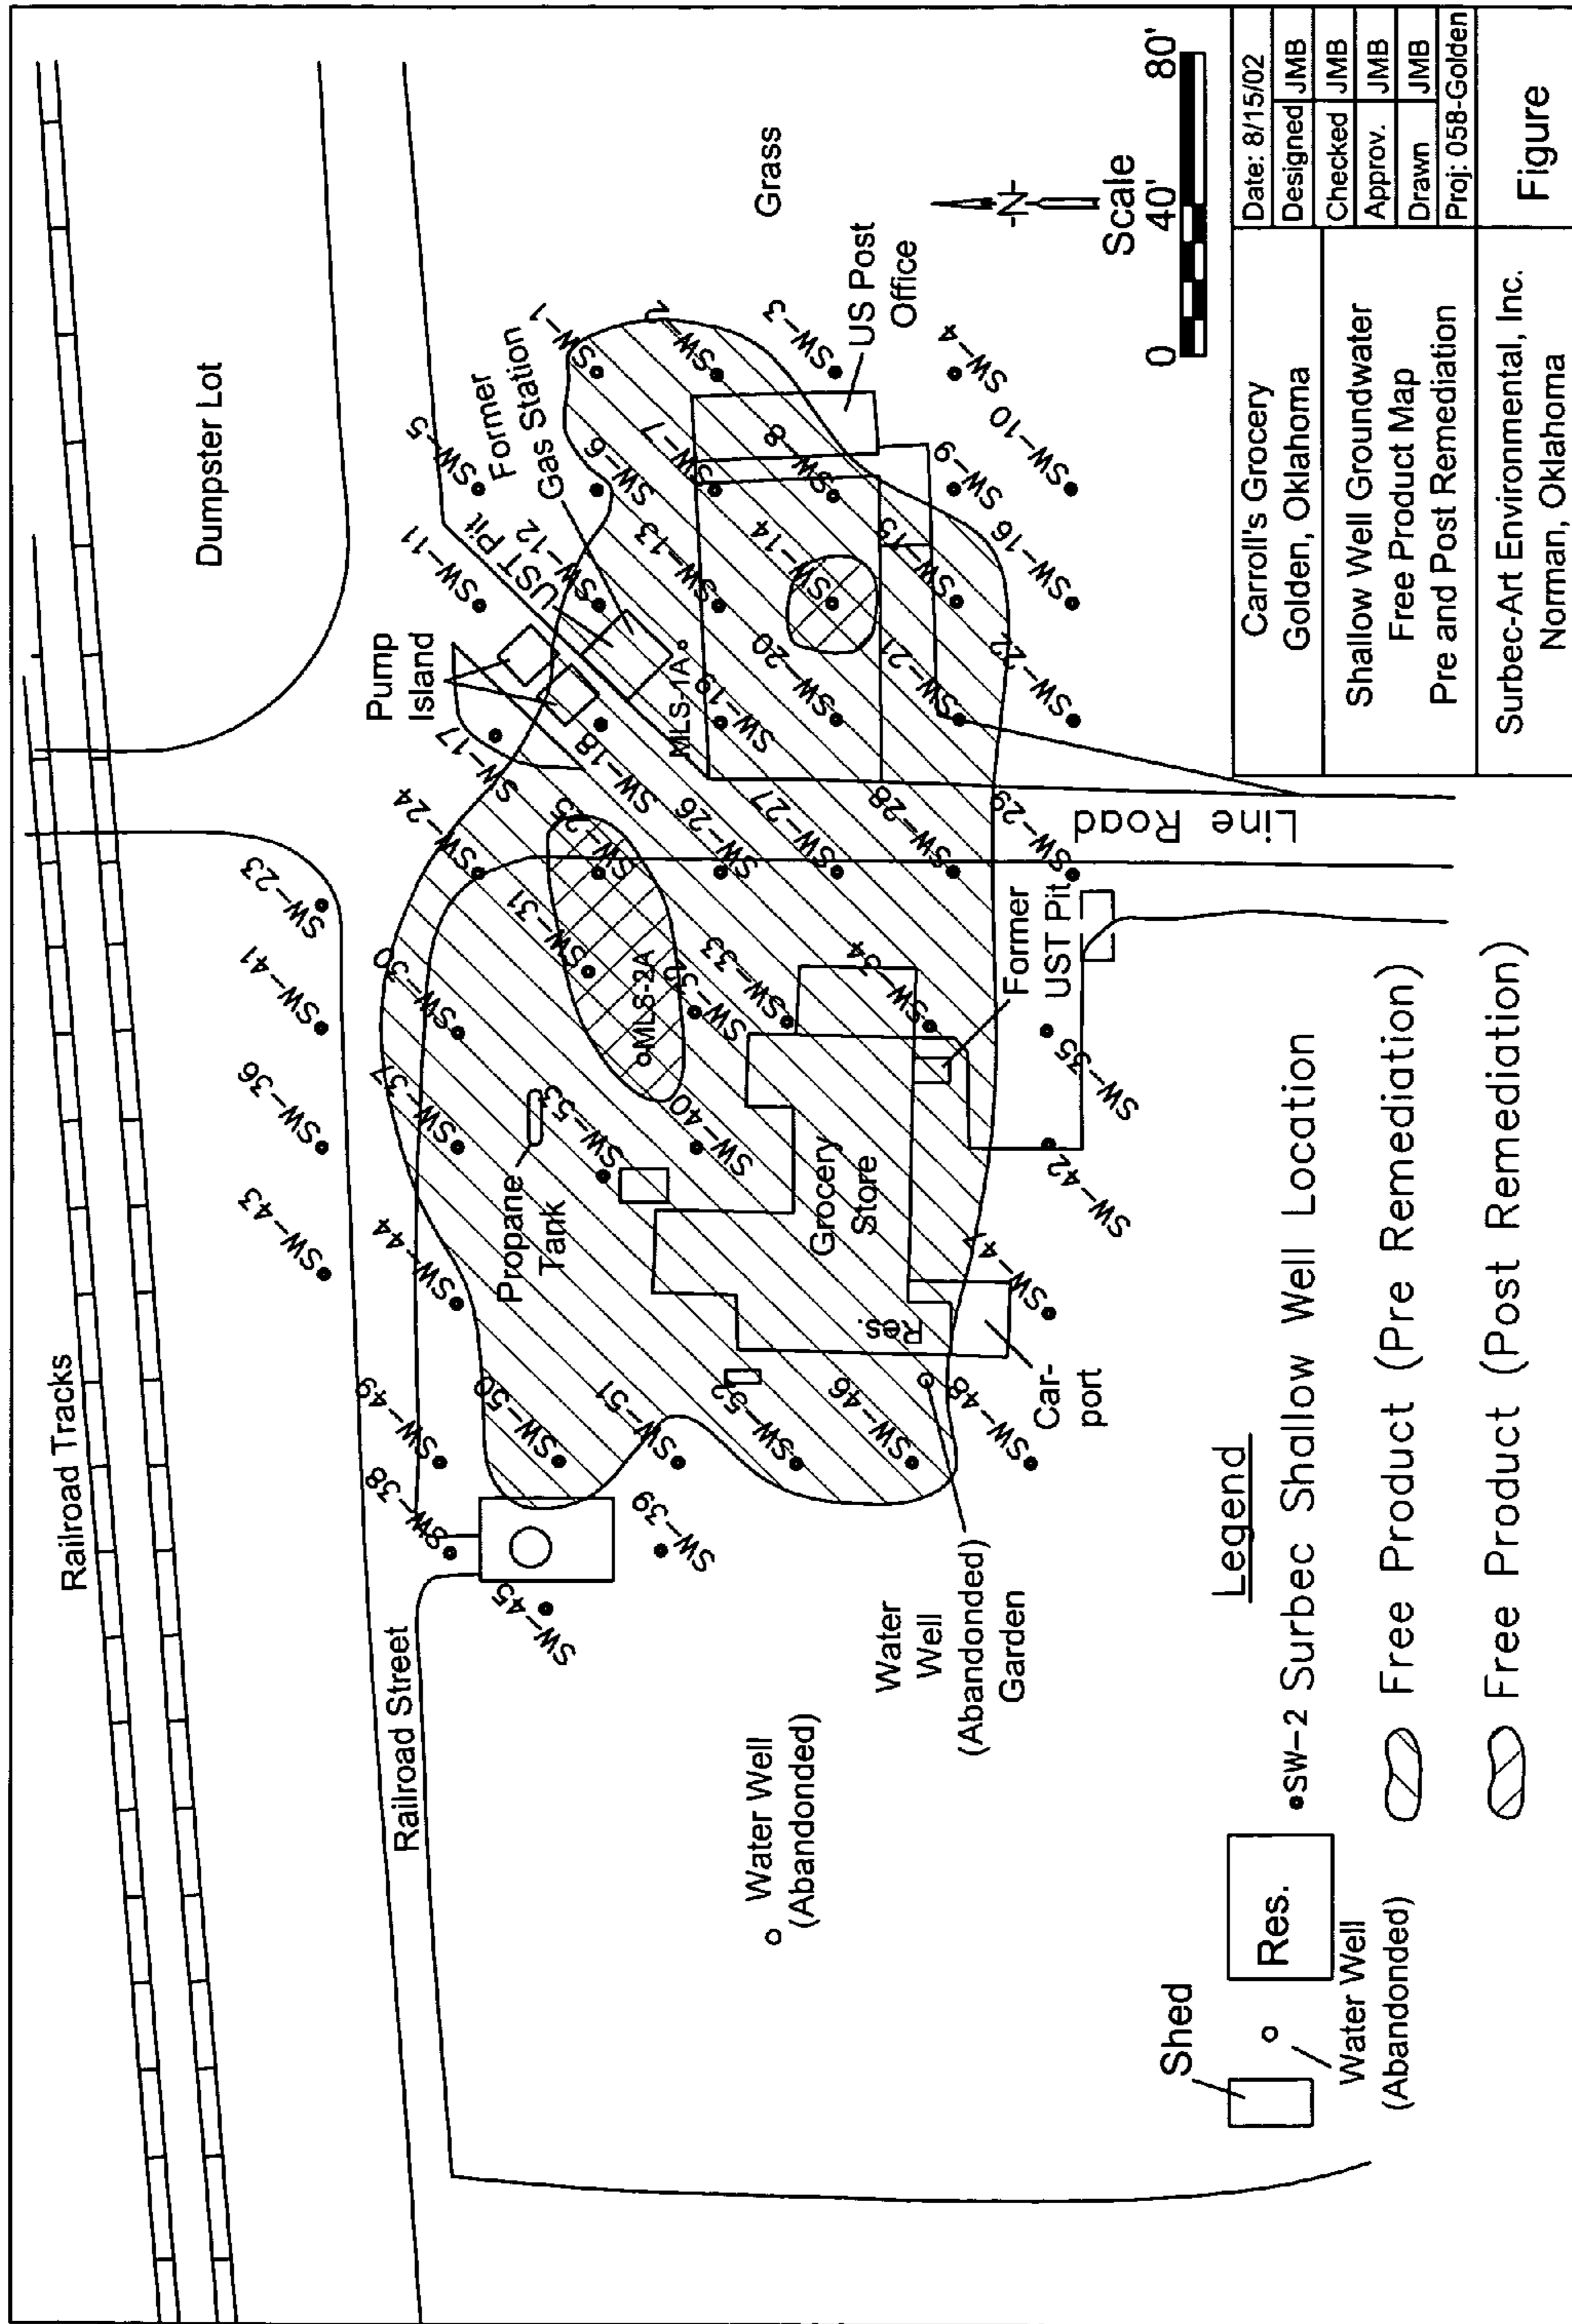 Railroad Tracks
Dumpster Lot
Railroad Street
Pump
Island
Former
Gas Station
UST Pit
Grass
US Post
Office
SW-1
SW-2
SW-3
SW-4
SW-5
SW-6
SW-7
SW-8
SW-9
SW-10
SW-11
SW-12
SW-13
SW-14
SW-15
SW-16
SW-17
SW-18
SW-19
SW-20
SW-21
SW-22
SW-23
SW-24
SW-25
SW-26
SW-27
SW-28
SW-29
SW-30
SW-31
SW-32
SW-33
SW-34
SW-35
SW-36
SW-37
SW-38
SW-39
SW-40
SW-41
SW-42
SW-43
SW-44
SW-45
SW-46
SW-47
SW-48
SW-49
SW-50
SW-51
SW-52
SW-53
MLS-1A
MLS-2A
Propane
Tank
Grocery
Store
Res.
Former
UST Pit
Line Road
Car-
port
Water
Well
(Abandonded)
Garden
Water Well
(Abandonded)
Shed
Res.
Water Well
(Abandonded)
N
Scale
0 40' 80'
Legend
SW-2 Surbec Shallow Well Location
Free Product (Pre Remediation)
Free Product (Post Remediation)
Carroll's Grocery
Golden, Oklahoma
Shallow Well Groundwater
Free Product Map
Pre and Post Remediation
Surbec-Art Environmental, Inc.
Norman, Oklahoma
Date: 8/15/02
Designed JMB
Checked JMB
Approv. JMB
Drawn JMB
Proj: 058-Golden
Figure